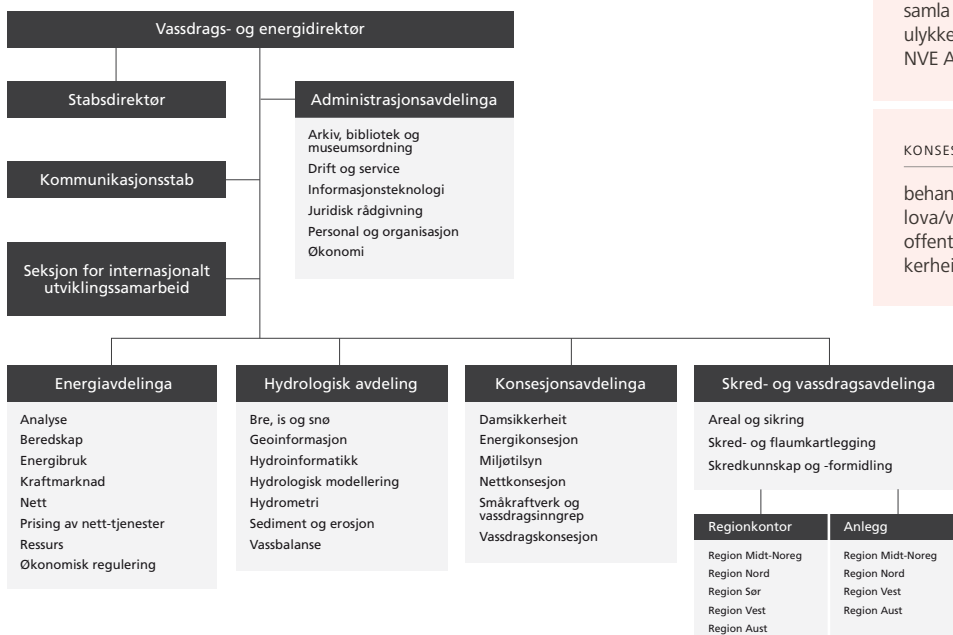 Vassdrags- og energidirektør
Stabsdirektør
Administrasjonsavdelinga
Arkiv, bibliotek og
museumsordning
Drift og service
Informasjonsteknologi
Juridisk rådgivning
Personal og organisasjon
Økonomi
Kommunikasjonsstab
Seksjon for internasjonalt
utviklingssamarbeid
Energiavdelinga
Analyse
Beredskap
Energibruk
Kraftmarknad
Nett
Prising av nett-tjenester
Ressurs
Økonomisk regulering
Hydrologisk avdeling
Bre, is og snø
Geoinformasjon
Hydroinformatikk
Hydrologisk modellering
Hydrometri
Sediment og erosjon
Vassbalanse
Konsesjonsavdelinga
Damsikkerheit
Energikonsesjon
Miljøtilsyn
Nettkonsesjon
Småkraftverk og
vassdragsinngrep
Vassdragskonsesjon
Skred- og vassdragsavdelinga
Areal og sikring
Skred- og flaumkartlegging
Skredkunnskap og -formidling
Regionkontor
Region Midt-Noreg
Region Nord
Region Sør
Region Vest
Region Aust
Anlegg
Region Midt-Noreg
Region Nord
Region Vest
Region Aust
samla
ulykke
NVE A
KONSES
behan
lova/v
offent
kerhei